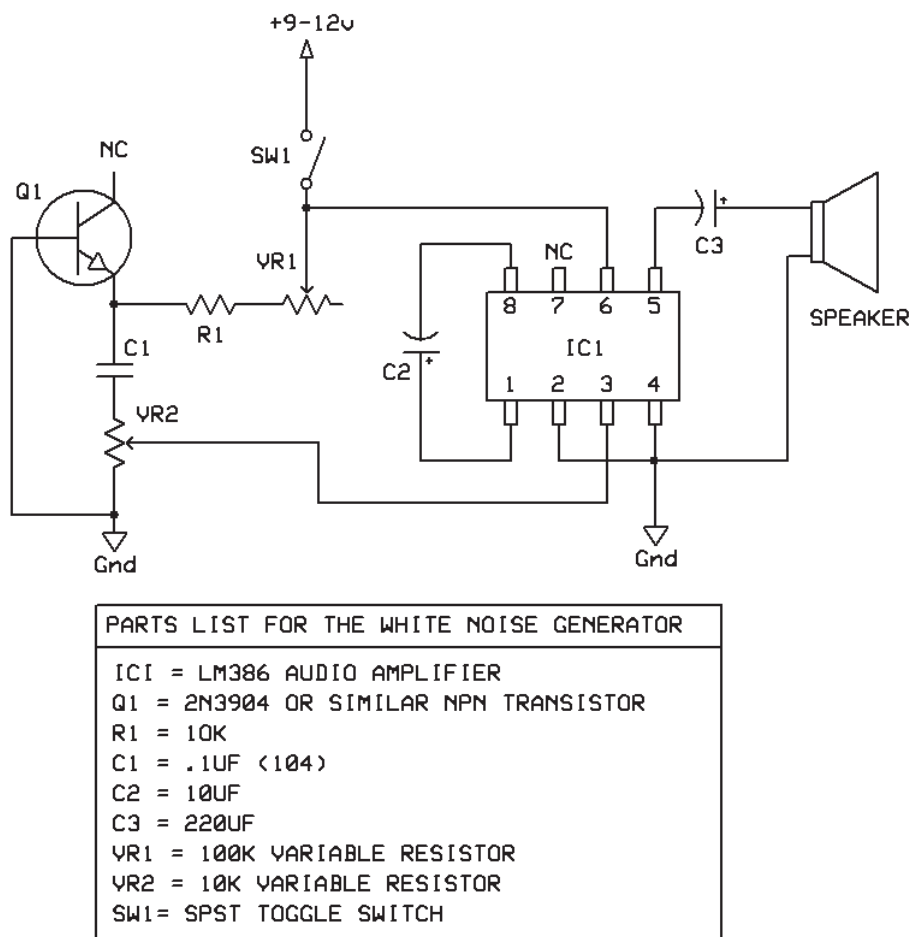 +9-12v
SW1
NC
Q1
VR1
R1
C1
VR2
Gnd
C2
+
8
NC
7
6
5
IC1
1
2
3
4
C3
+
SPEAKER
Gnd
PARTS LIST FOR THE WHITE NOISE GENERATOR
ICI = LM386 AUDIO AMPLIFIER
Q1 = 2N3904 OR SIMILAR NPN TRANSISTOR
R1 = 10K
C1 = .1UF (104)
C2 = 10UF
C3 = 220UF
VR1 = 100K VARIABLE RESISTOR
VR2 = 10K VARIABLE RESISTOR
SW1= SPST TOGGLE SWITCH